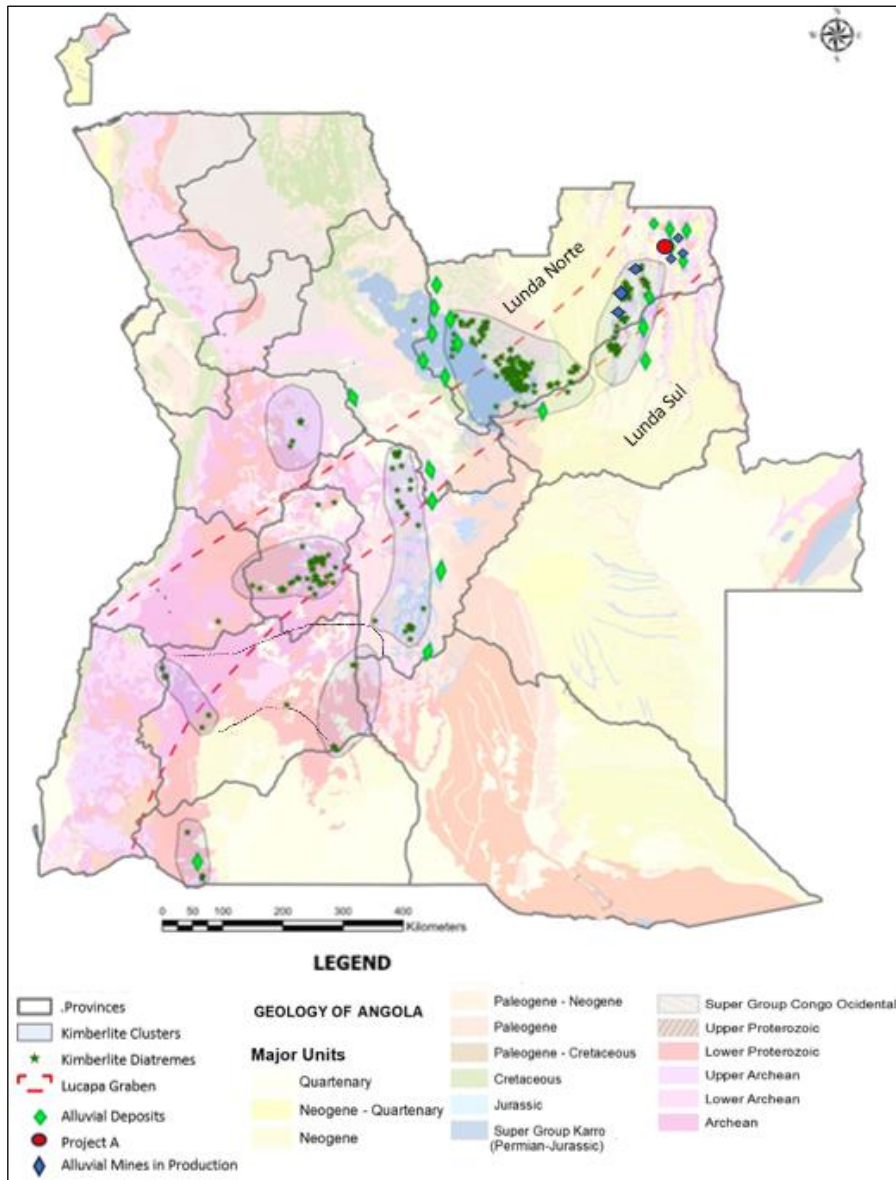 Lunda Norte
Lunda Sul
0 50 100 200 300 400
Kilometers
LEGEND
.Provinces
Kimberlite Clusters
Kimberlite Diatremes
Lucapa Graben
Alluvial Deposits
Project A
Alluvial Mines in Production
GEOLOGY OF ANGOLA
Major Units
Quartenary
Neogene - Quartenary
Neogene
Paleogene - Neogene
Paleogene
Paleogene - Cretaceous
Cretaceous
Jurassic
Super Group Karro
(Permian-Jurassic)
Super Group Congo Ocidental
Upper Proterozoic
Lower Proterozoic
Upper Archean
Lower Archean
Archean